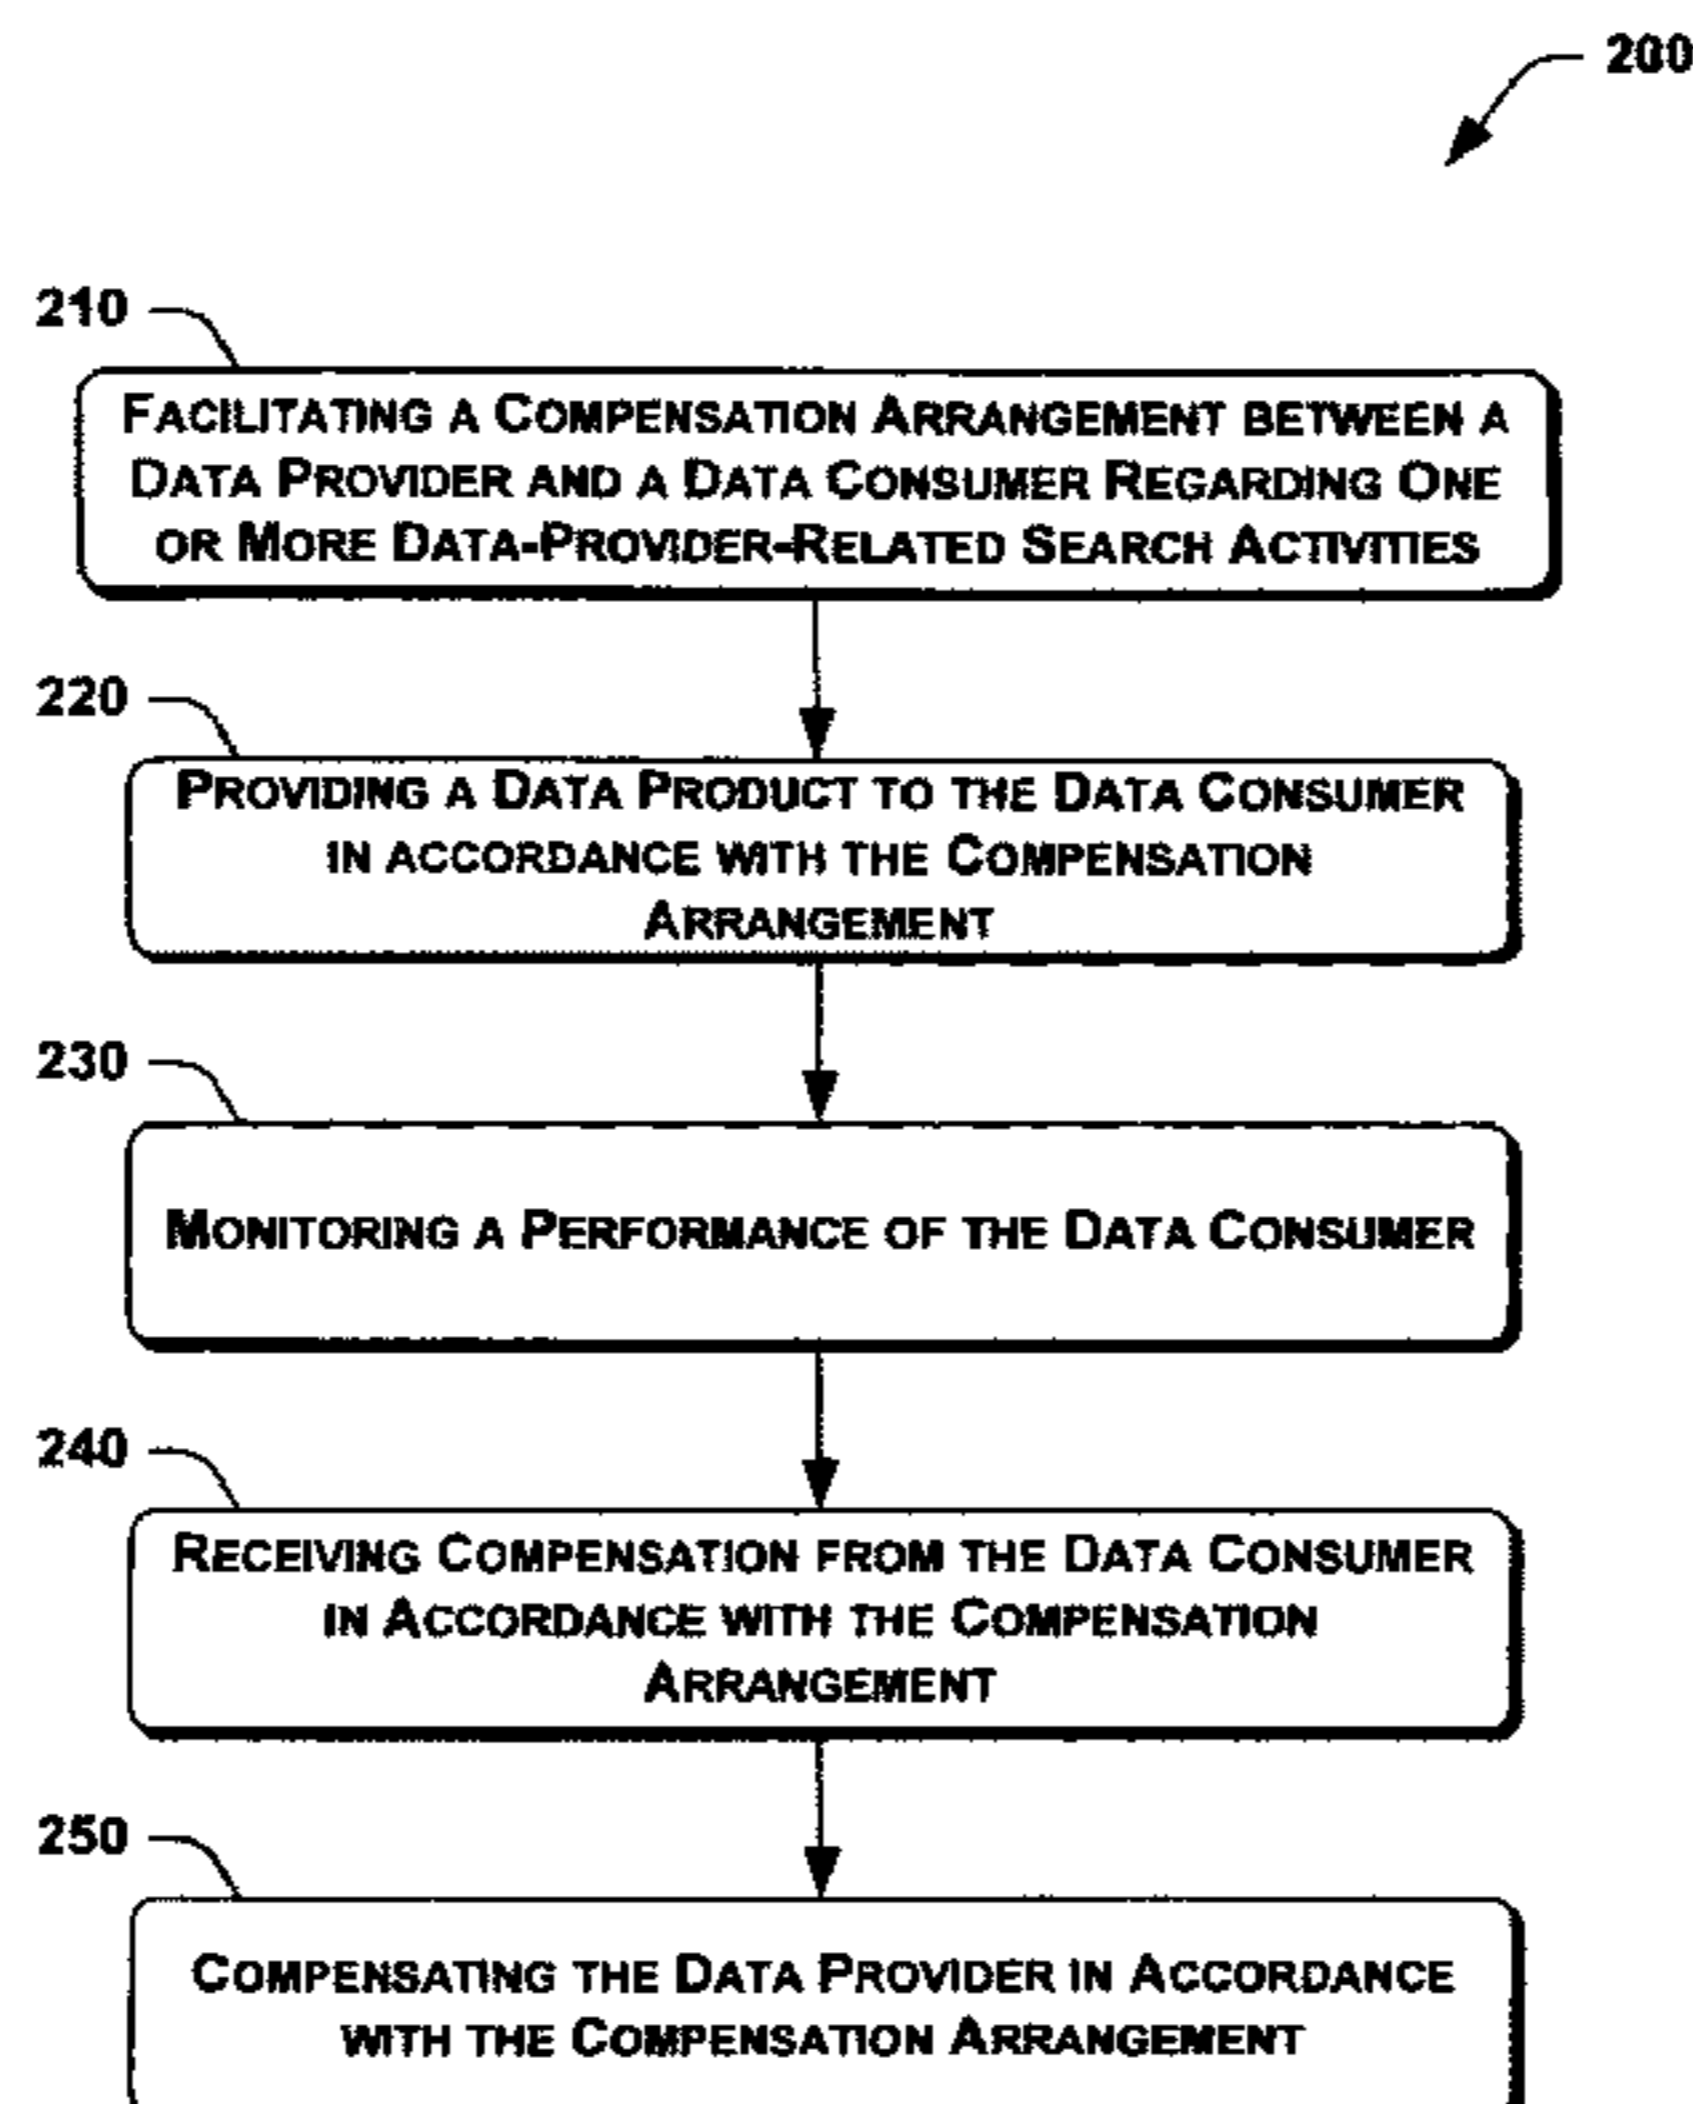 200
210
FACILITATING A COMPENSATION ARRANGEMENT BETWEEN A
DATA PROVIDER AND A DATA CONSUMER REGARDING ONE
OR MORE DATA-PROVIDER-RELATED SEARCH ACTIVITIES
220
PROVIDING A DATA PRODUCT TO THE DATA CONSUMER
IN ACCORDANCE WITH THE COMPENSATION
ARRANGEMENT
230
MONITORING A PERFORMANCE OF THE DATA CONSUMER
240
RECEIVING COMPENSATION FROM THE DATA CONSUMER
IN ACCORDANCE WITH THE COMPENSATION
ARRANGEMENT
250
COMPENSATING THE DATA PROVIDER IN ACCORDANCE
WITH THE COMPENSATION ARRANGEMENT